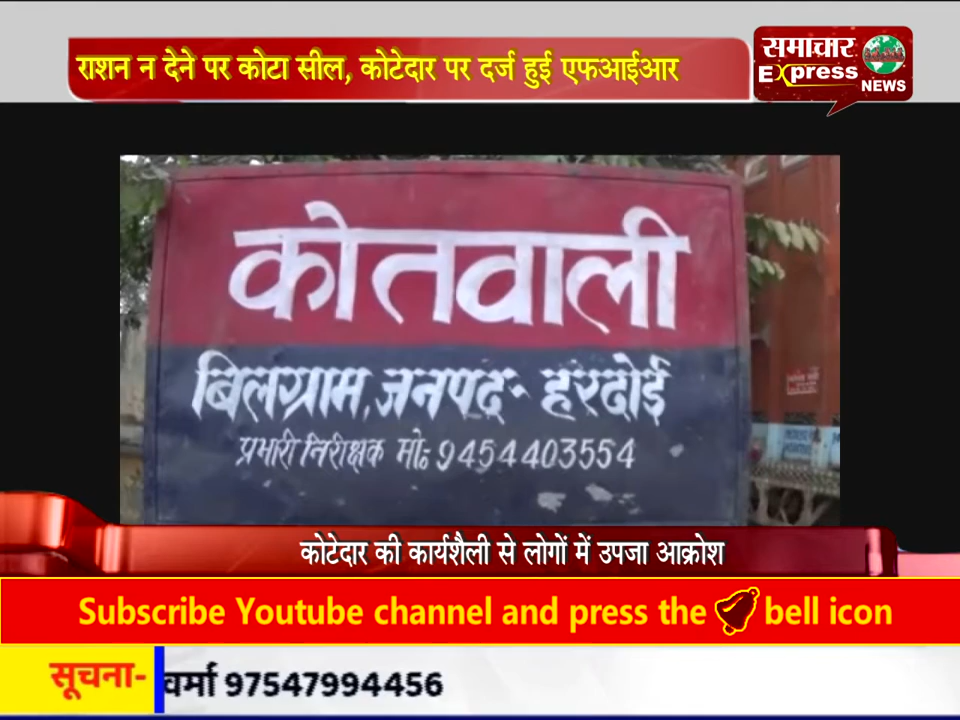 राशन न देने पर कोटा सील, कोटेदार पर दर्ज हुई एफआईआर
समाचार
Express
NEWS
कोतवाली
बिलग्राम, जनपद- हरदोई
प्रभारी निरीक्षक मो॰ 9454403554
कोटेदार की कार्यशैली से लोगों में उपजा आक्रोश
Subscribe Youtube channel and press the bell icon
सूचना- वर्मा 97547994456